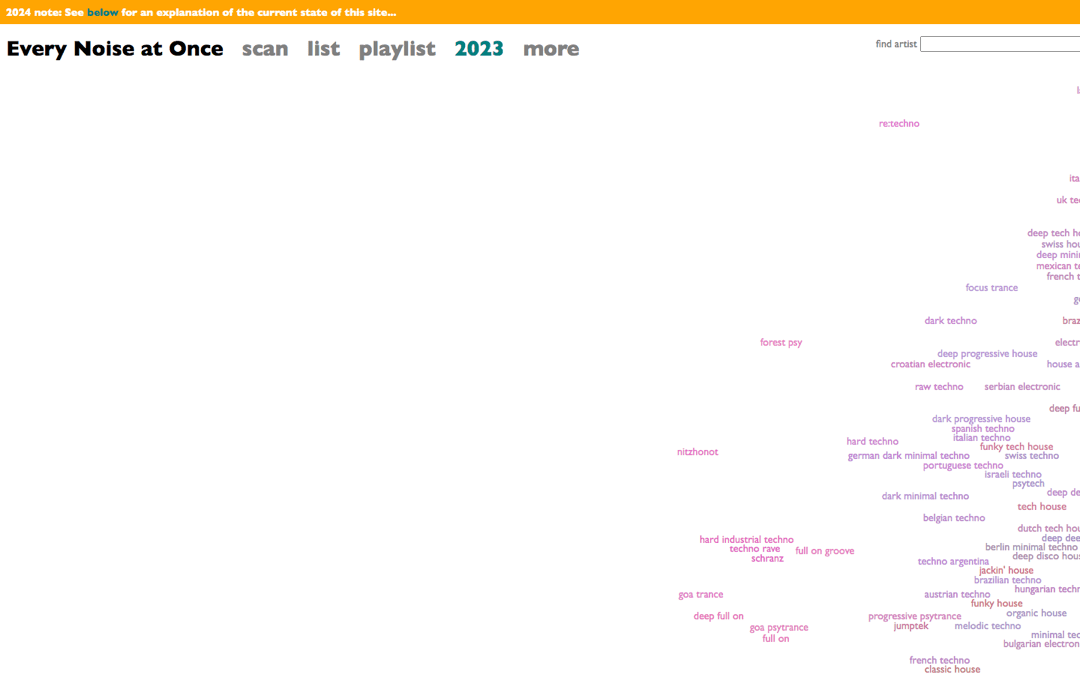 2024 note: See below for an explanation of the current state of this site...
Every Noise at Once scan list playlist 2023 more
find artist
re:techno
ita
uk te
deep tech h
swiss hou
deep mini
mexican t
french t
focus trance
g
dark techno
braz
forest psy
electr
deep progressive house
croatian electronic
house a
raw techno
serbian electronic
deep fu
dark progressive house
spanish techno
italian techno
hard techno
funky tech house
nitzhonot
german dark minimal techno
swiss techno
portuguese techno
israeli techno
psytech
deep de
dark minimal techno
tech house
belgian techno
dutch tech hou
deep dee
hard industrial techno
berlin minimal techno
techno rave
full on groove
deep disco hous
schranz
techno argentina
jackin' house
brazilian techno
hungarian techn
goa trance
austrian techno
funky house
organic house
deep full on
progressive psytrance
goa psytrance
jumptek
melodic techno
full on
minimal tec
bulgarian electron
french techno
classic house